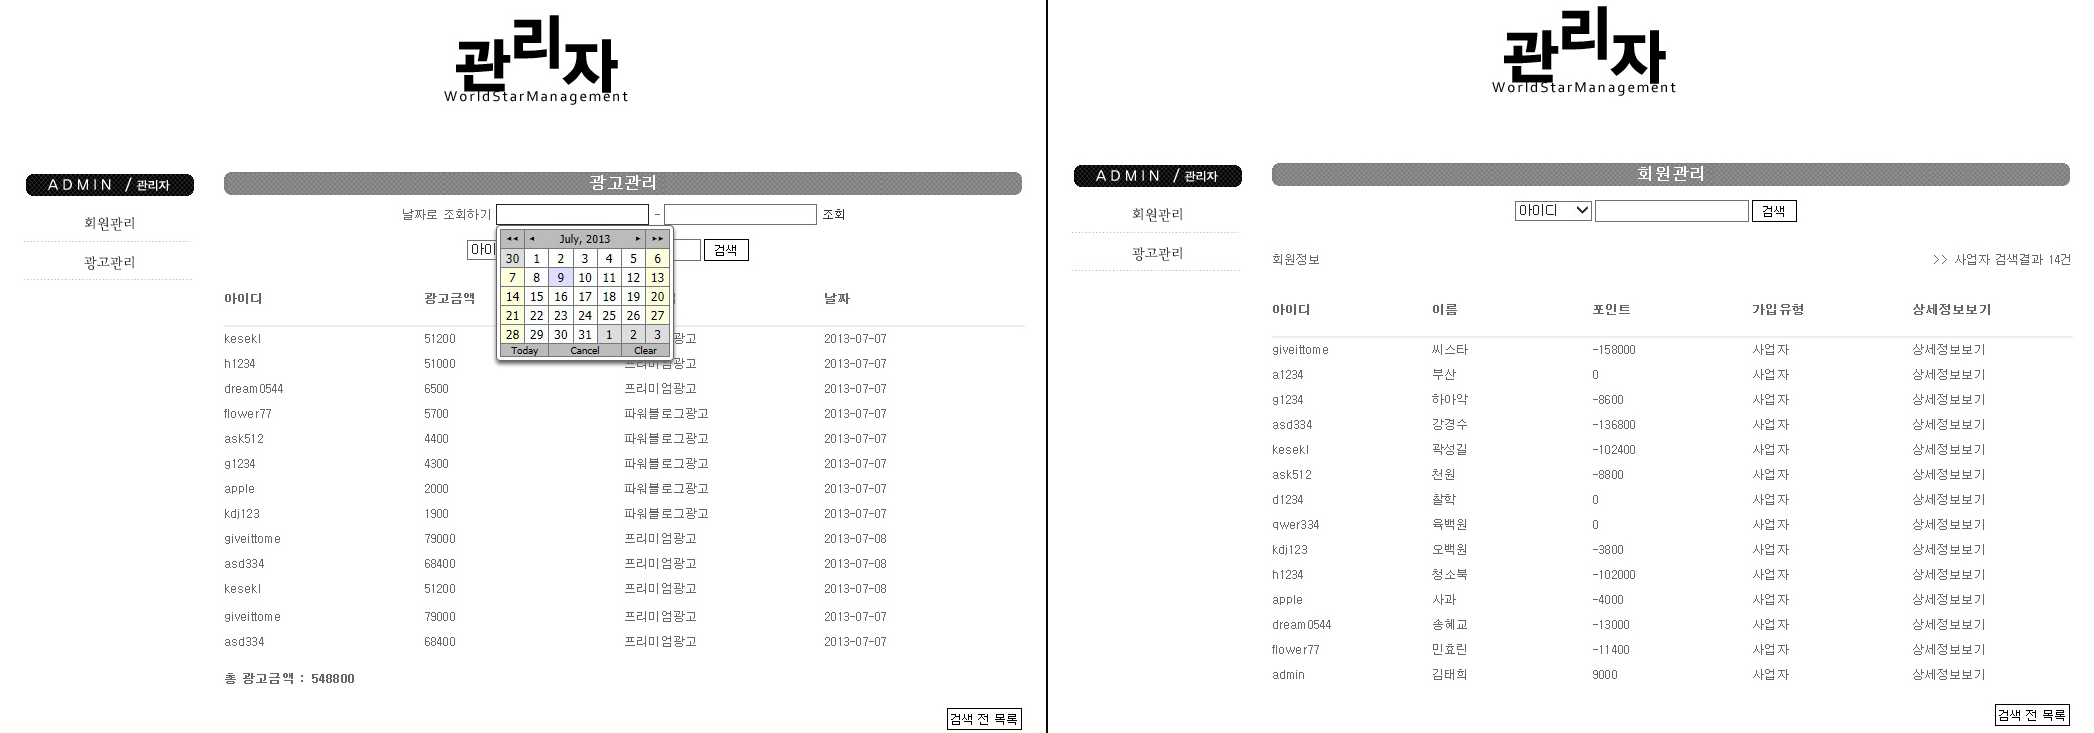 관리자
WorldStarManagement
ADMIN / 관리자
회원관리
광고관리
광고관리
날짜로 조회하기 - 조회
아이 검색
◂◂ ◂ July, 2013 ▸ ▸▸
30 1 2 3 4 5 6
7 8 9 10 11 12 13
14 15 16 17 18 19 20
21 22 23 24 25 26 27
28 29 30 31 1 2 3
Today Cancel Clear
아이디 광고금액 날짜
kesekl 51200 광고 2013-07-07
h1234 51000 프리미엄광고 2013-07-07
dream0544 6500 프리미엄광고 2013-07-07
flower77 5700 파워블로그광고 2013-07-07
ask512 4400 파워블로그광고 2013-07-07
g1234 4300 파워블로그광고 2013-07-07
apple 2000 파워블로그광고 2013-07-07
kdj123 1900 파워블로그광고 2013-07-07
giveittome 79000 프리미엄광고 2013-07-08
asd334 68400 프리미엄광고 2013-07-08
kesekl 51200 프리미엄광고 2013-07-08
giveittome 79000 프리미엄광고 2013-07-07
asd334 68400 프리미엄광고 2013-07-07
총 광고금액 : 548800
검색 전 목록
관리자
WorldStarManagement
ADMIN / 관리자
회원관리
광고관리
회원관리
아이디 검색
회원정보 >> 사업자 검색결과 14건
아이디 이름 포인트 가입유형 상세정보보기
giveittome 씨스타 -158000 사업자 상세정보보기
a1234 부산 0 사업자 상세정보보기
g1234 하아악 -8600 사업자 상세정보보기
asd334 강경수 -136800 사업자 상세정보보기
kesekl 곽성길 -102400 사업자 상세정보보기
ask512 천원 -8800 사업자 상세정보보기
d1234 촬학 0 사업자 상세정보보기
qwer334 육백원 0 사업자 상세정보보기
kdj123 오백원 -3800 사업자 상세정보보기
h1234 청소북 -102000 사업자 상세정보보기
apple 사과 -4000 사업자 상세정보보기
dream0544 송혜교 -13000 사업자 상세정보보기
flower77 민효린 -11400 사업자 상세정보보기
admin 김태희 9000 사업자 상세정보보기
검색 전 목록